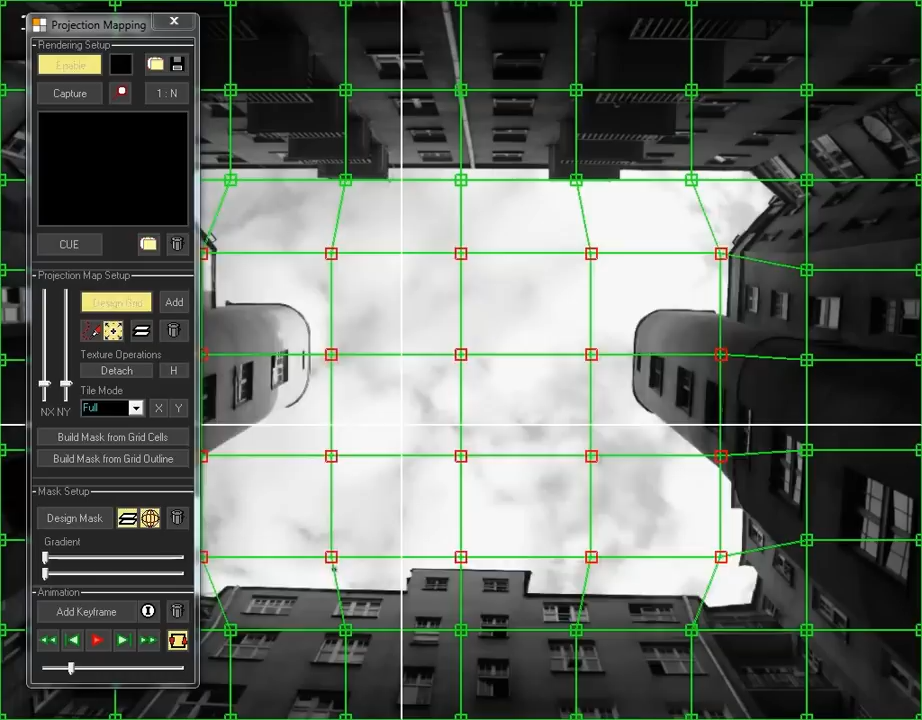 Projection Mapping
Rendering Setup
Enable
Capture
1 : N
CUE
Projection Map Setup
Design Grid
Add
Texture Operations
Detach
H
Tile Mode
NX NY
Full
X
Y
Build Mask from Grid Cells
Build Mask from Grid Outline
Mask Setup
Design Mask
Gradient
Animation
Add Keyframe